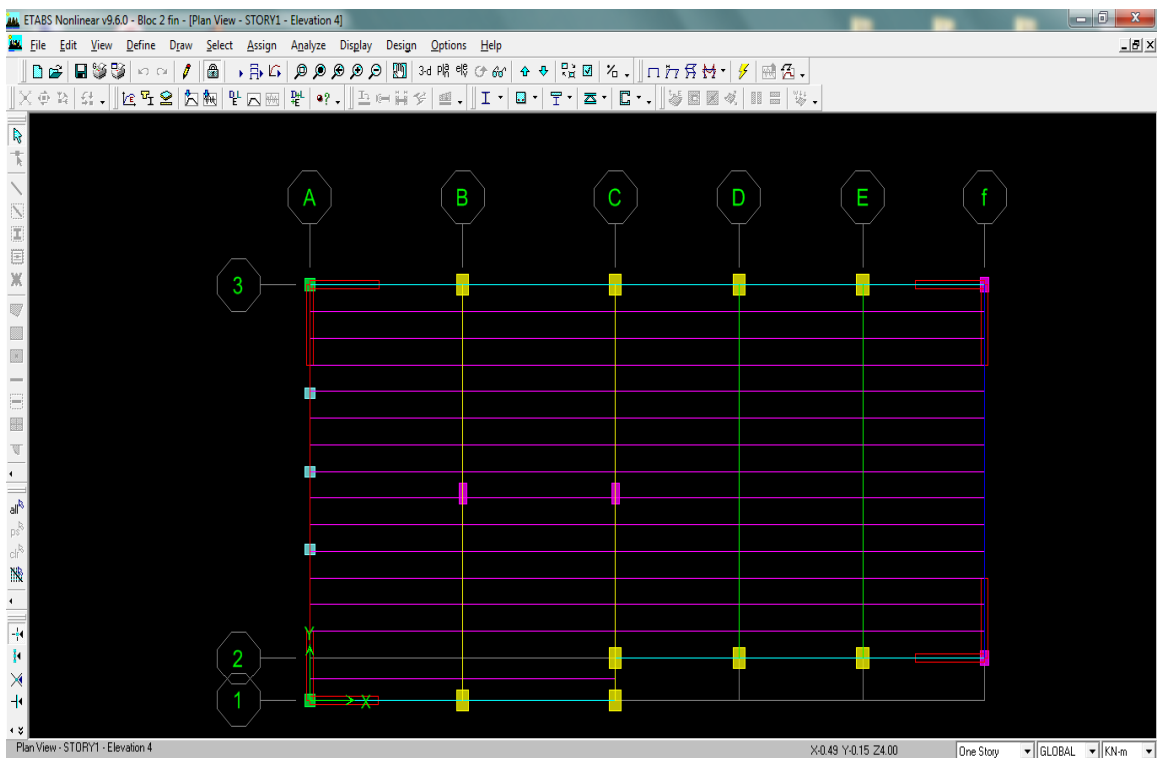 ETABS Nonlinear v9.6.0 - Bloc 2 fin - [Plan View - STORY1 - Elevation 4]
File Edit View Define Draw Select Assign Analyze Display Design Options Help
3-d
all
A B C D E f
3
Y
2
1
X
Plan View - STORY1 - Elevation 4
X-0.49 Y-0.15 Z4.00
One Story
GLOBAL
KN-m